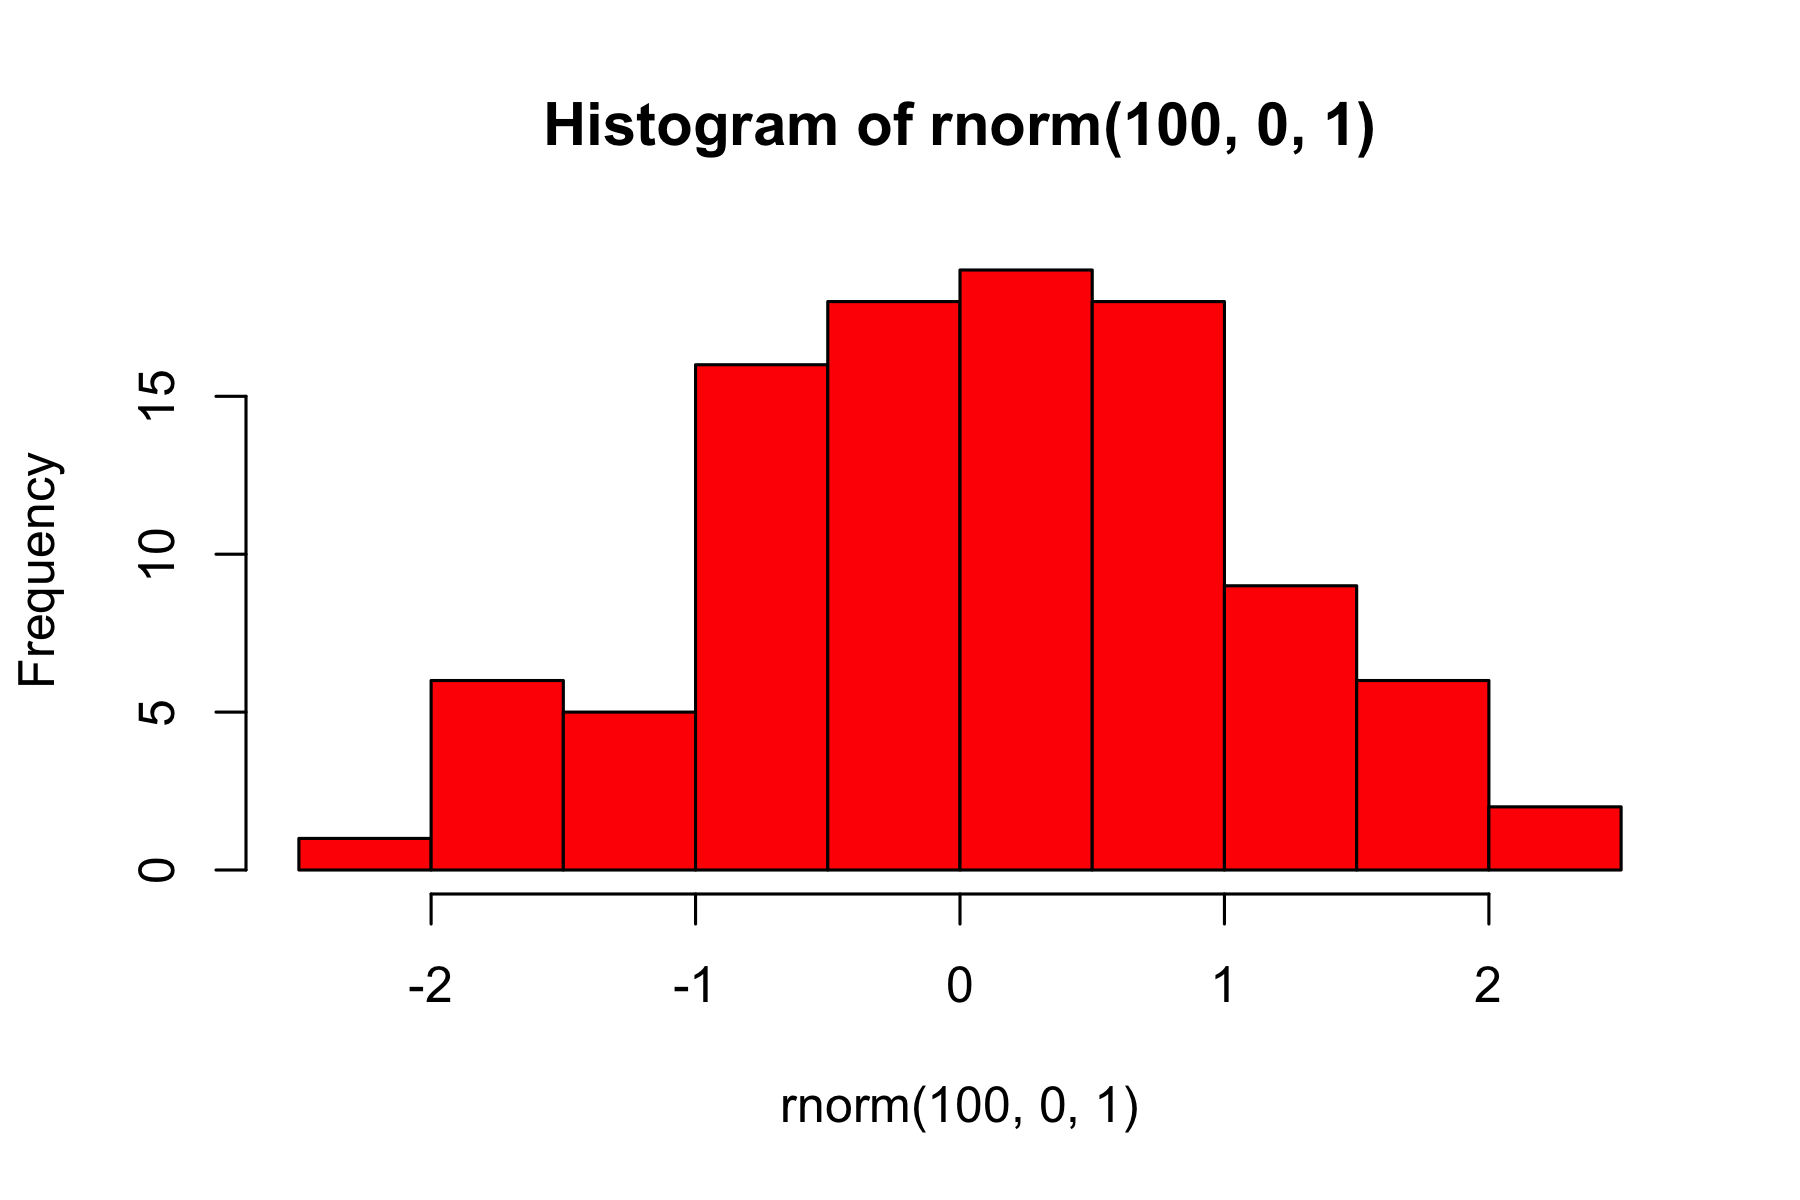 Histogram of rnorm(100, 0, 1)
Frequency
15
10
5
0
-2 -1 0 1 2
rnorm(100, 0, 1)